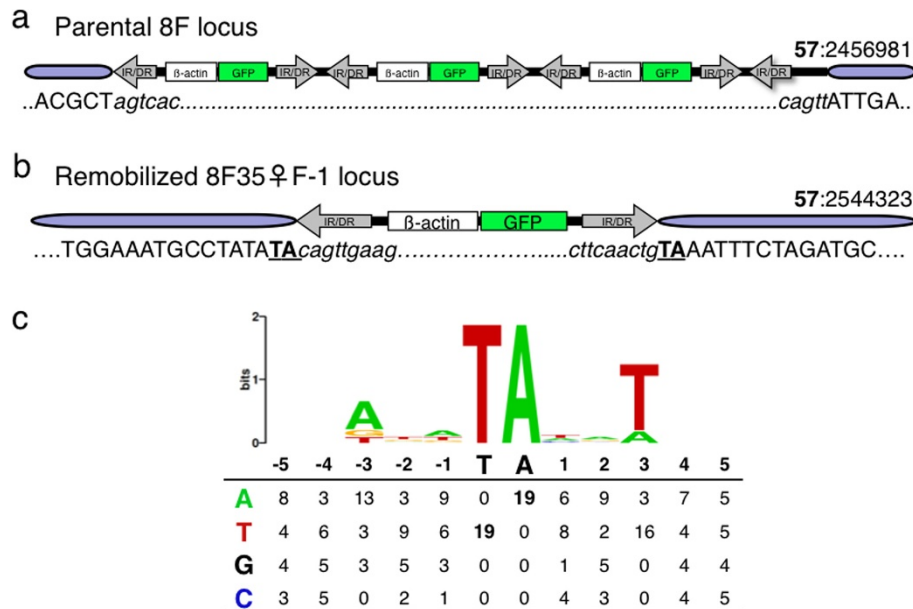 a Parental 8F locus
57:2456981
IR/DR ß-actin GFP IR/DR IR/DR ß-actin GFP IR/DR IR/DR ß-actin GFP IR/DR IR/DR
..ACGCTagtcac..........................................................................................cagttATTGA..
b Remobilized 8F35♀F-1 locus
57:2544323
IR/DR ß-actin GFP IR/DR
....TGGAAATGCCTATATAcagttgaag.........................cttcaactgTAAATTTCTAGATGC....
c
2
bits
1
0
A T A T A
-5 -4 -3 -2 -1 T A 1 2 3 4 5
A 8 3 13 3 9 0 19 6 9 3 7 5
T 4 6 3 9 6 19 0 8 2 16 4 5
G 4 5 3 5 3 0 0 1 5 0 4 4
C 3 5 0 2 1 0 0 4 3 0 4 5